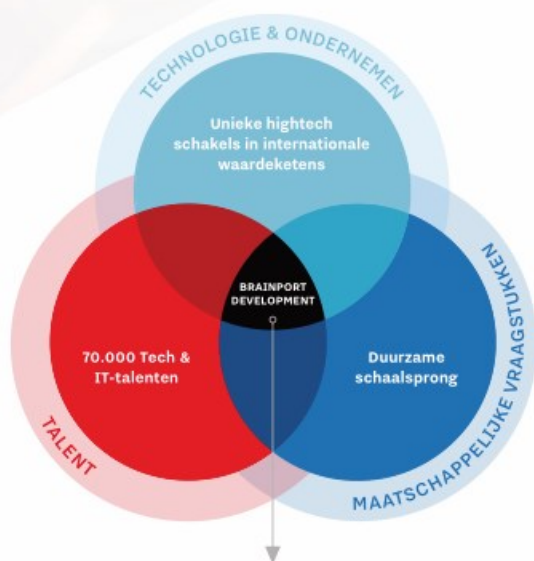 TECHNOLOGIE & ONDERNEMEN
Unieke hightech
schakels in internationale
waardeketens
BRAINPORT
DEVELOPMENT
70.000 Tech &
IT-talenten
Duurzame
schaalsprong
TALENT
MAATSCHAPPELIJKE VRAAGSTUKKEN